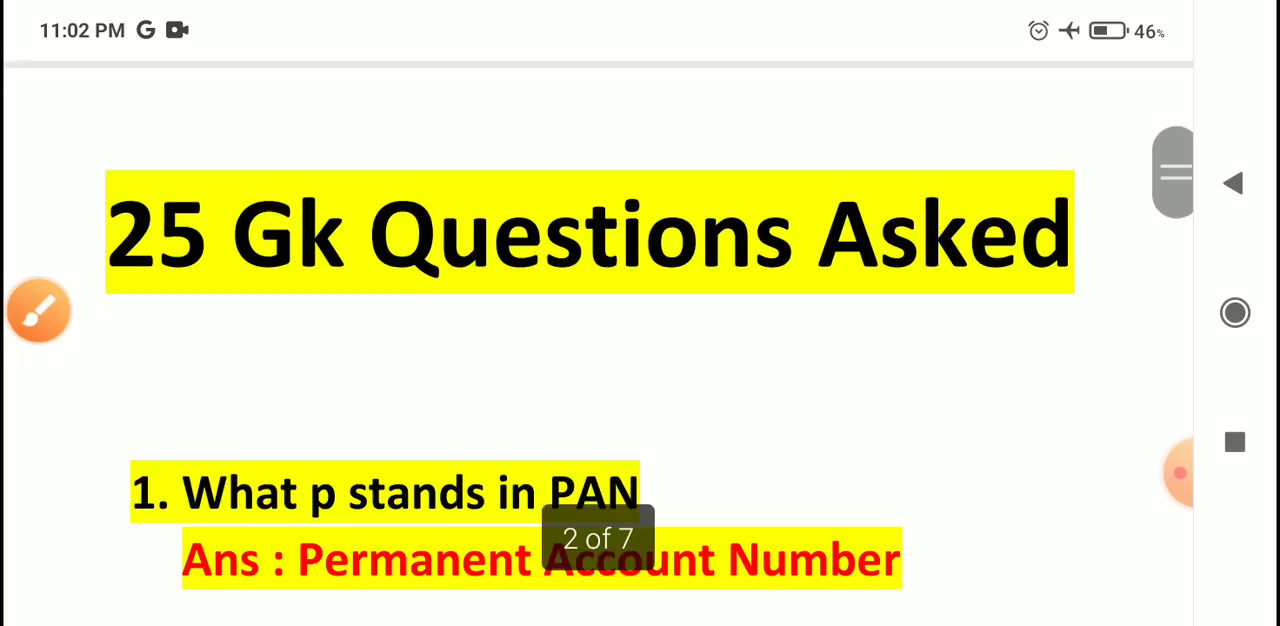 11:02 PM G 46%
25 Gk Questions Asked
1. What p stands in PAN
2 of 7
Ans : Permanent Account Number